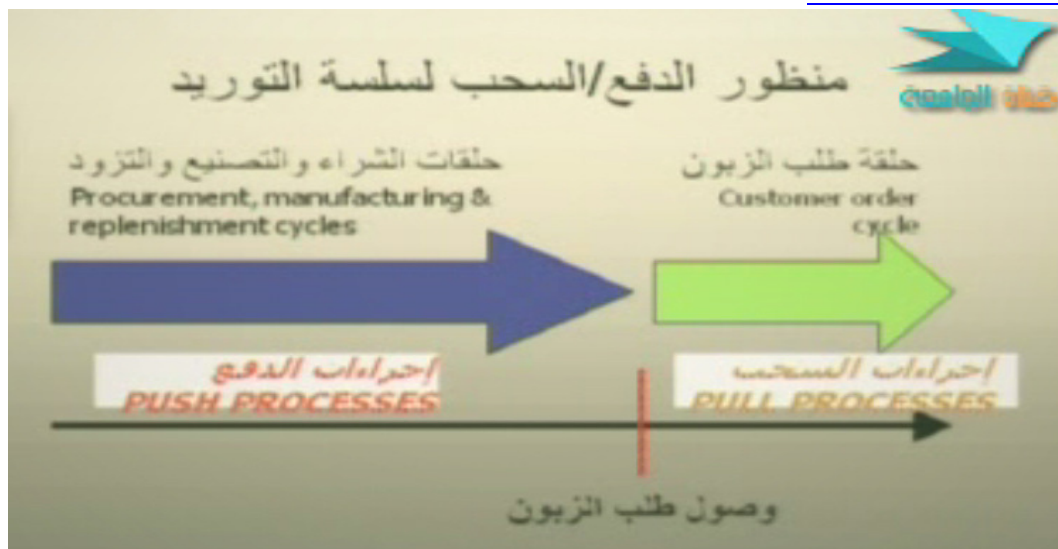 منظور الدفع/السحب لسلسة التوريد
حلقة طلب الزبون
Customer order
cycle
حلقات الشراء والتصنيع والتزود
Procurement, manufacturing &
replenishment cycles
إجراءات السحب
PULL PROCESSES
إجراءات الدفع
PUSH PROCESSES
وصول طلب الزبون